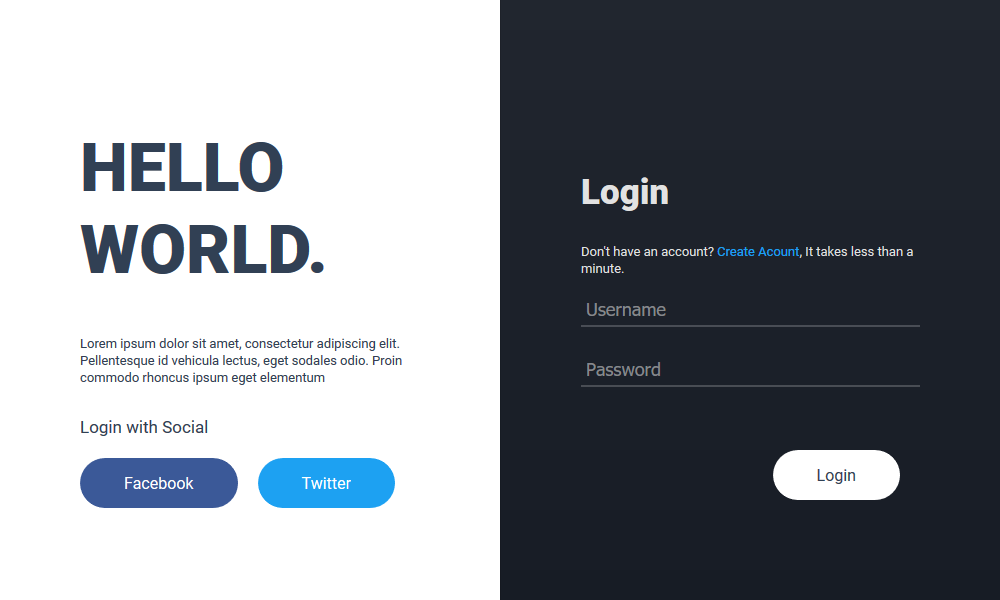 HELLO
WORLD.
Lorem ipsum dolor sit amet, consectetur adipiscing elit.
Pellentesque id vehicula lectus, eget sodales odio. Proin
commodo rhoncus ipsum eget elementum
Login with Social
Facebook
Twitter
Login
Don't have an account? Create Acount, It takes less than a
minute.
Username
Password
Login